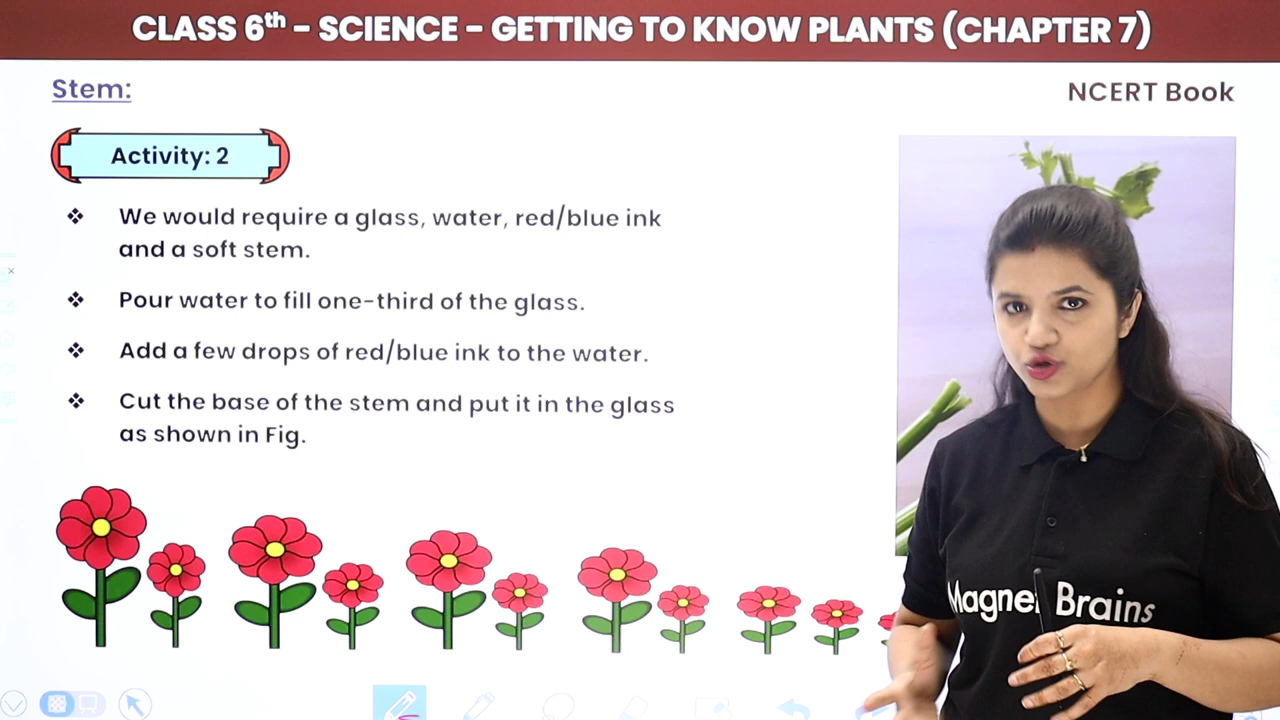 CLASS 6th - SCIENCE - GETTING TO KNOW PLANTS (CHAPTER 7)
Stem:
NCERT Book
Activity: 2
❖ We would require a glass, water, red/blue ink
and a soft stem.
❖ Pour water to fill one-third of the glass.
❖ Add a few drops of red/blue ink to the water.
❖ Cut the base of the stem and put it in the glass
as shown in Fig.
Magnet Brains